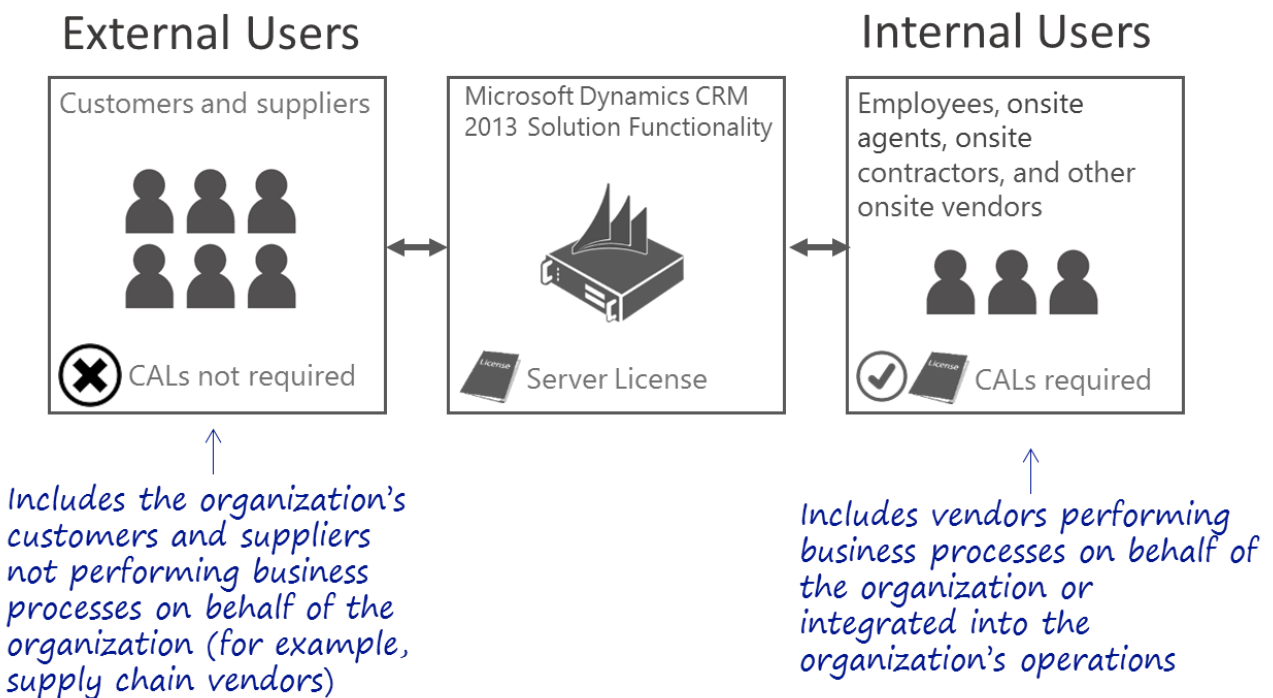 External Users
Customers and suppliers
CALs not required
Includes the organization's
customers and suppliers
not performing business
processes on behalf of the
organization (for example,
supply chain vendors)
Microsoft Dynamics CRM
2013 Solution Functionality
License
Server License
Internal Users
Employees, onsite
agents, onsite
contractors, and other
onsite vendors
License
CALs required
Includes vendors performing
business processes on behalf of
the organization or
integrated into the
organization's operations